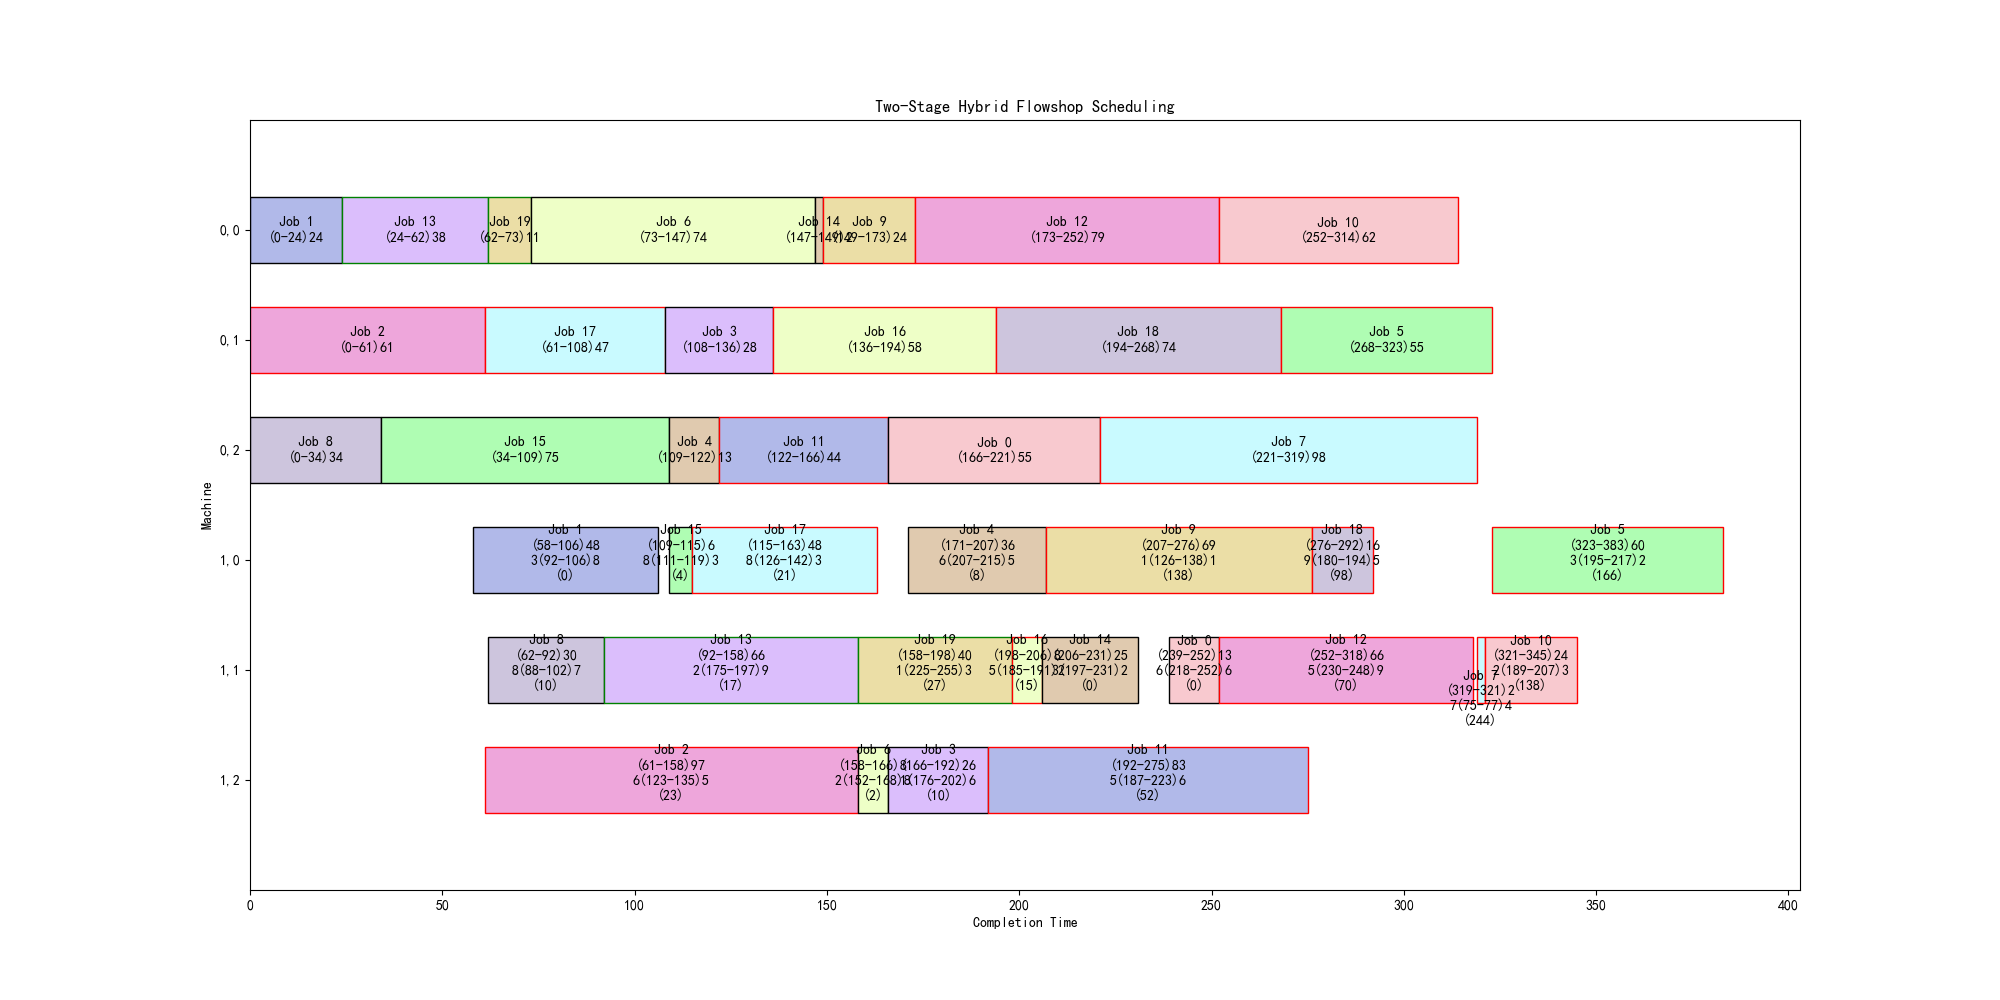 Two-Stage Hybrid Flowshop Scheduling
Machine
0,0
Job 1
(0-24)24
Job 13
(24-62)38
Job 19
(62-73)11
Job 6
(73-147)74
Job 14
(147-149)2
Job 9
(149-173)24
Job 12
(173-252)79
Job 10
(252-314)62
0,1
Job 2
(0-61)61
Job 17
(61-108)47
Job 3
(108-136)28
Job 16
(136-194)58
Job 18
(194-268)74
Job 5
(268-323)55
0,2
Job 8
(0-34)34
Job 15
(34-109)75
Job 4
(109-122)13
Job 11
(122-166)44
Job 0
(166-221)55
Job 7
(221-319)98
1,0
Job 1
(58-106)48
3(92-106)8
(0)
Job 15
(109-115)6
8(111-119)3
(4)
Job 17
(115-163)48
8(126-142)3
(21)
Job 4
(171-207)36
6(207-215)5
(8)
Job 9
(207-276)69
1(126-138)1
(138)
Job 18
(276-292)16
9(180-194)5
(98)
Job 5
(323-383)60
3(195-217)2
(166)
1,1
Job 8
(62-92)30
8(88-102)7
(10)
Job 13
(92-158)66
2(175-197)9
(17)
Job 19
(158-198)40
1(225-255)3
(27)
Job 16
(198-206)8
(15)
Job 14
(206-231)25
(0)
Job 0
(239-252)13
6(218-252)6
(0)
Job 12
(252-318)66
5(230-248)9
(70)
Job 7
(319-321)2
7(75-77)4
(244)
Job 10
(321-345)24
2(189-207)3
(138)
1,2
Job 2
(61-158)97
6(123-135)5
(23)
Job 6
(158-166)8
(2)
Job 3
(166-192)26
(10)
Job 11
(192-275)83
5(187-223)6
(52)
0
50
100
150
200
250
300
350
400
Completion Time